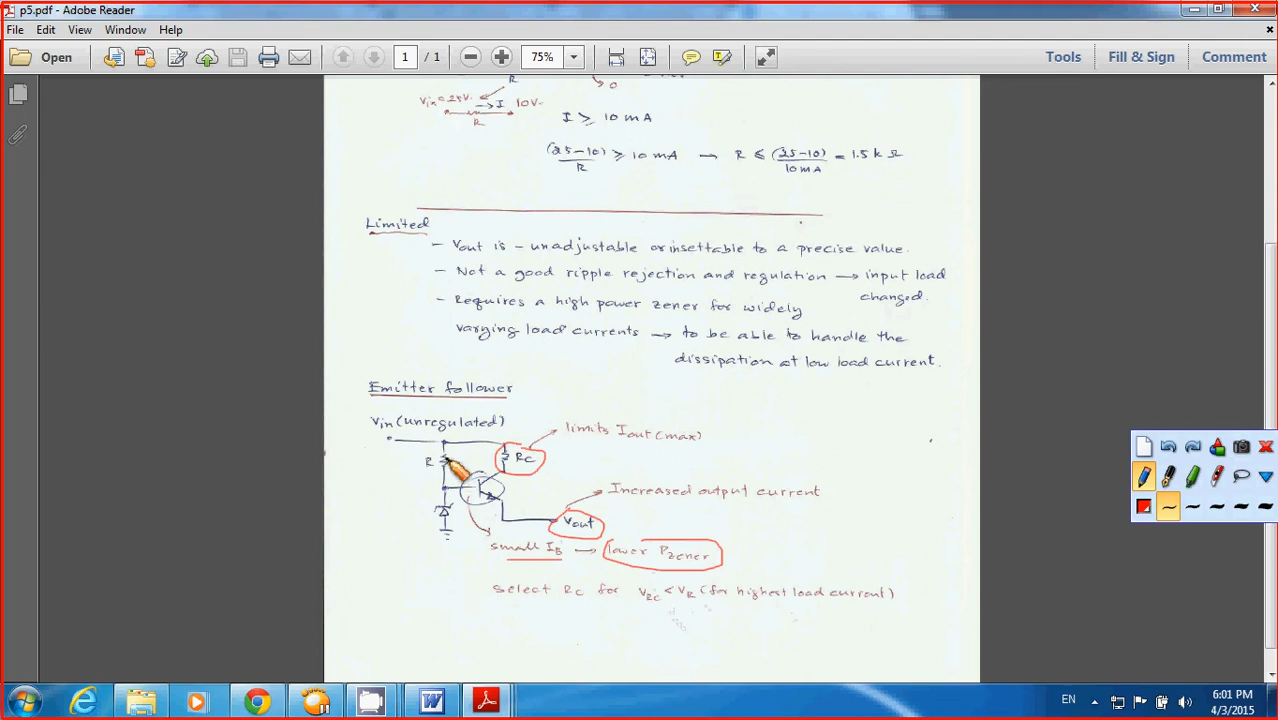 p5.pdf - Adobe Reader
File Edit View Window Help
Open
1 / 1
75%
Tools Fill & Sign Comment
R
0
I 10V-
R
I ≥ 10 mA
(25-10)/R ≥ 10 mA → R ≤ (25-10)/10mA = 1.5 k Ω
Limited
- Vout is - unadjustable or insettable to a precise value.
- Not a good ripple rejection and regulation → input load
changed.
- Requires a high power zener for widely
varying load currents → to be able to handle the
dissipation at low load current.
Emitter follower
Vin (unregulated)
limits Iout (max)
R
RC
Increased output current
Vout
small IB → lower Pzener
select RC for VRC < VR (for highest load current)
EN
6:01 PM
4/3/2015